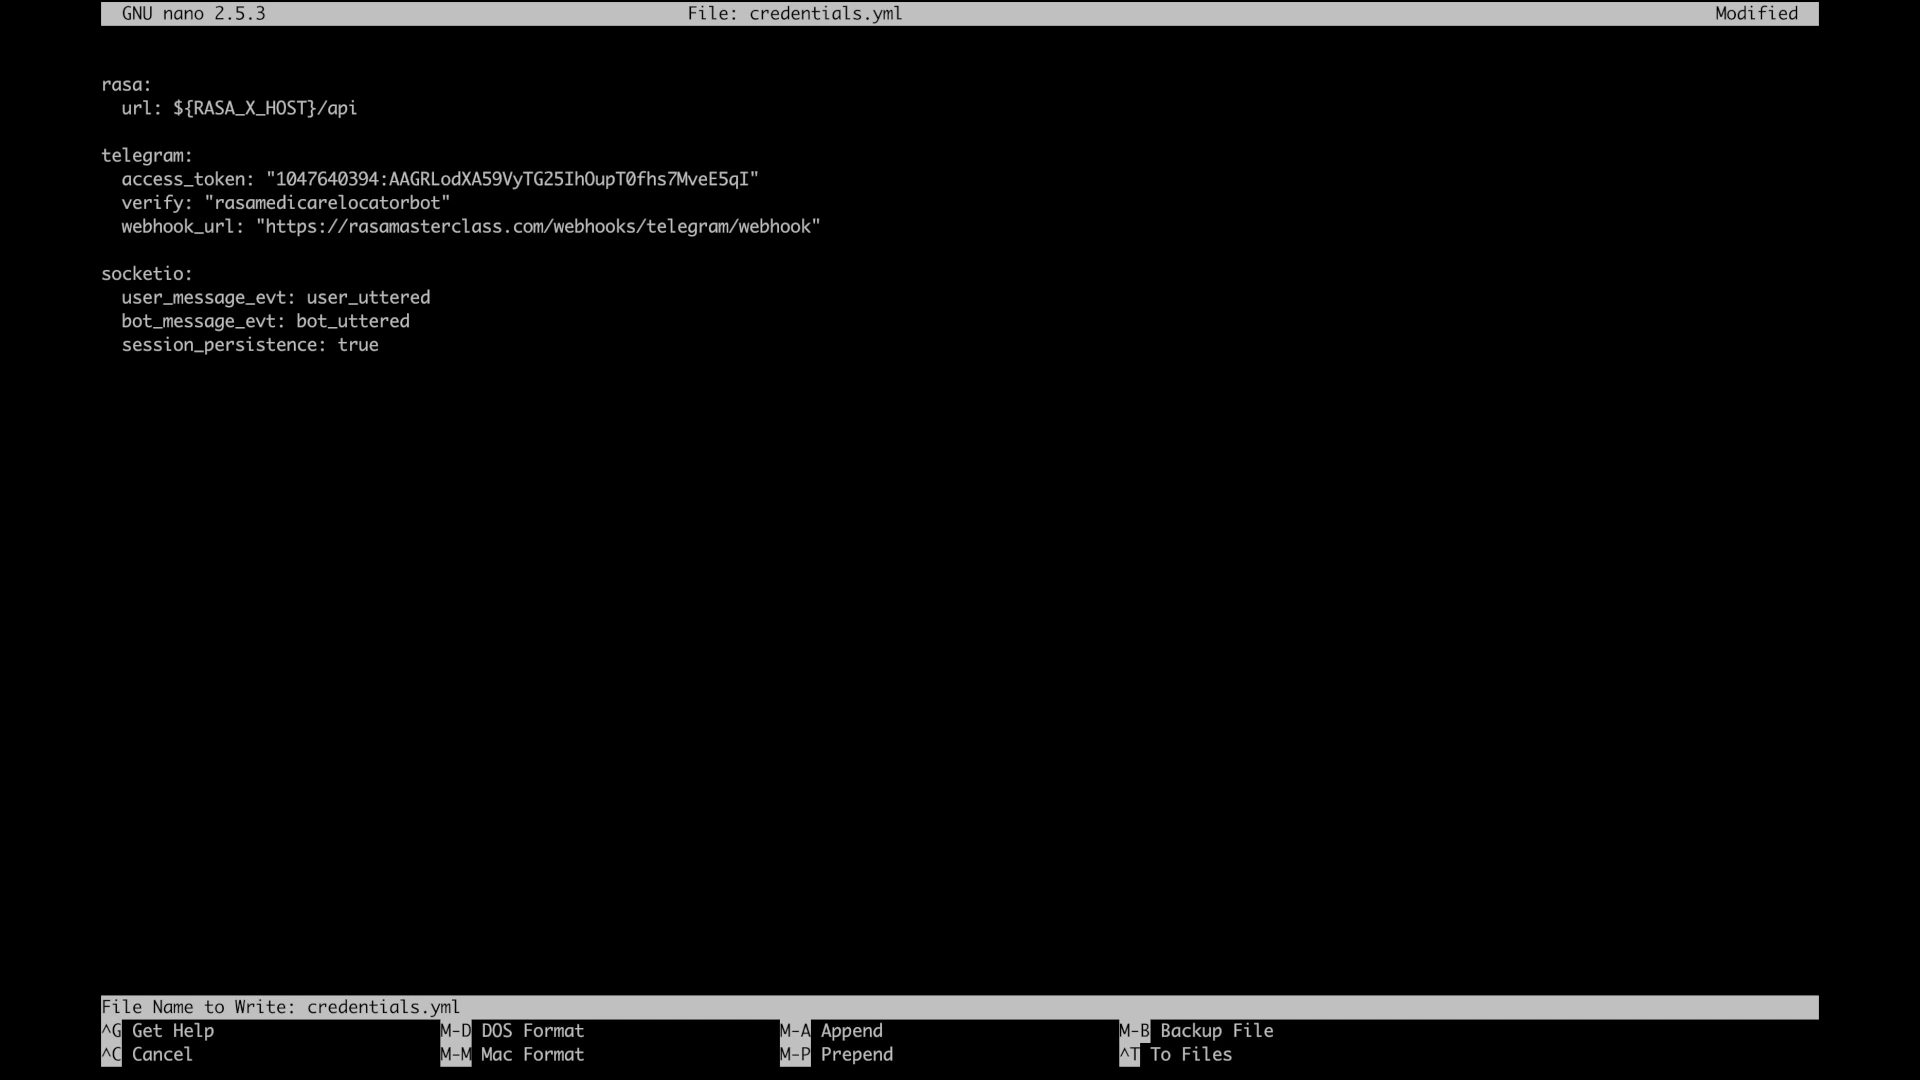 GNU nano 2.5.3 File: credentials.yml Modified
rasa:
  url: ${RASA_X_HOST}/api
telegram:
  access_token: "1047640394:AAGRLodXA59VyTG25IhOupT0fhs7MveE5qI"
  verify: "rasamedicarelocatorbot"
  webhook_url: "https://rasamasterclass.com/webhooks/telegram/webhook"
socketio:
  user_message_evt: user_uttered
  bot_message_evt: bot_uttered
  session_persistence: true
File Name to Write: credentials.yml
^G Get Help M-D DOS Format M-A Append M-B Backup File
^C Cancel M-M Mac Format M-P Prepend ^T To Files